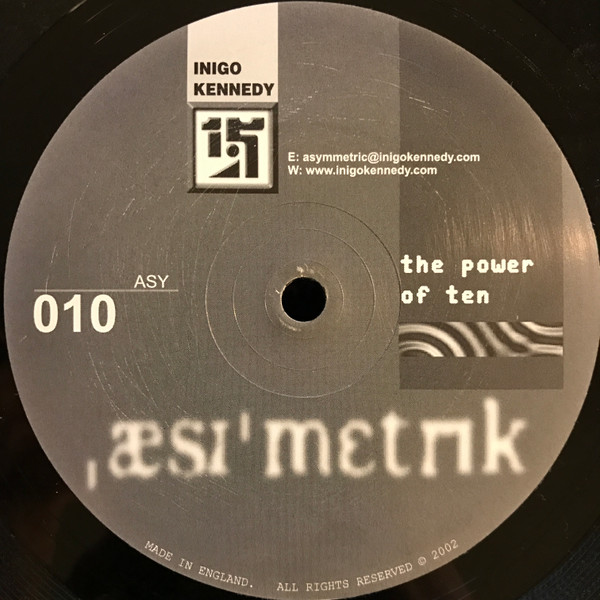 INIGO
KENNEDY
E: asymmetric@inigokennedy.com
W: www.inigokennedy.com
the power
of ten
ASY
010
ˌæsɪˈmɛtrɪk
MADE IN ENGLAND. ALL RIGHTS RESERVED © 2002